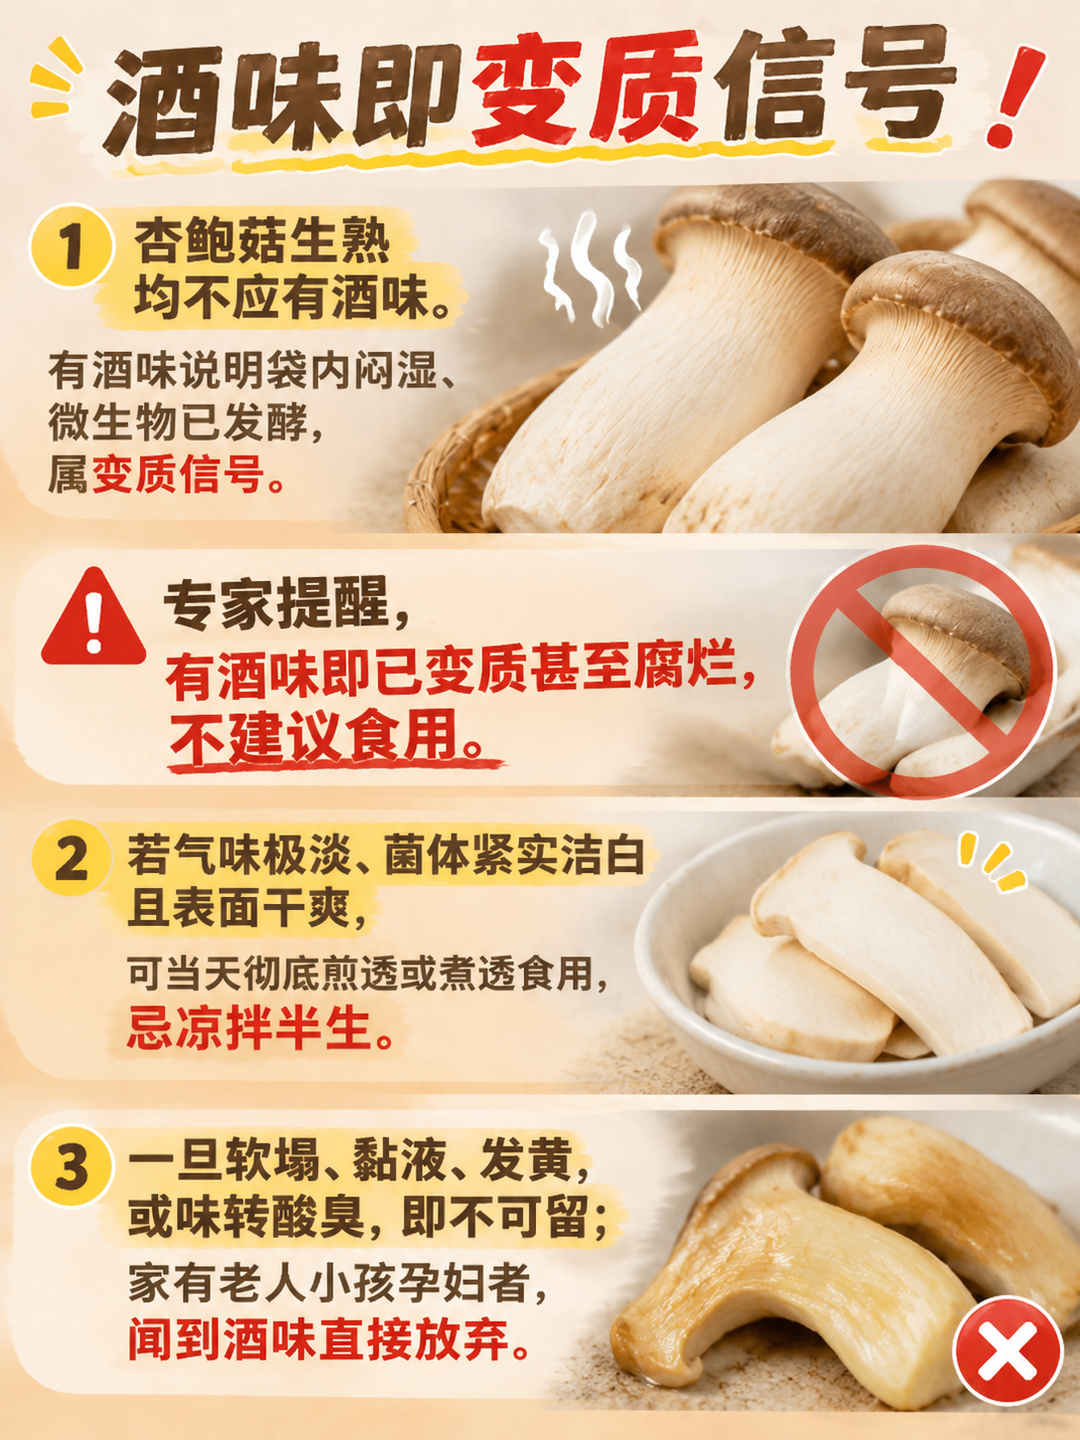 酒味即变质信号!
1
杏鲍菇生熟
均不应有酒味。
有酒味说明袋内闷湿、
微生物已发酵,
属变质信号。
专家提醒,
有酒味即已变质甚至腐烂,
不建议食用。
2
若气味极淡、菌体紧实洁白
且表面干爽,
可当天彻底煎透或煮透食用,
忌凉拌半生。
3
一旦软塌、黏液、发黄,
或味转酸臭, 即不可留;
家有老人小孩孕妇者,
闻到酒味直接放弃。